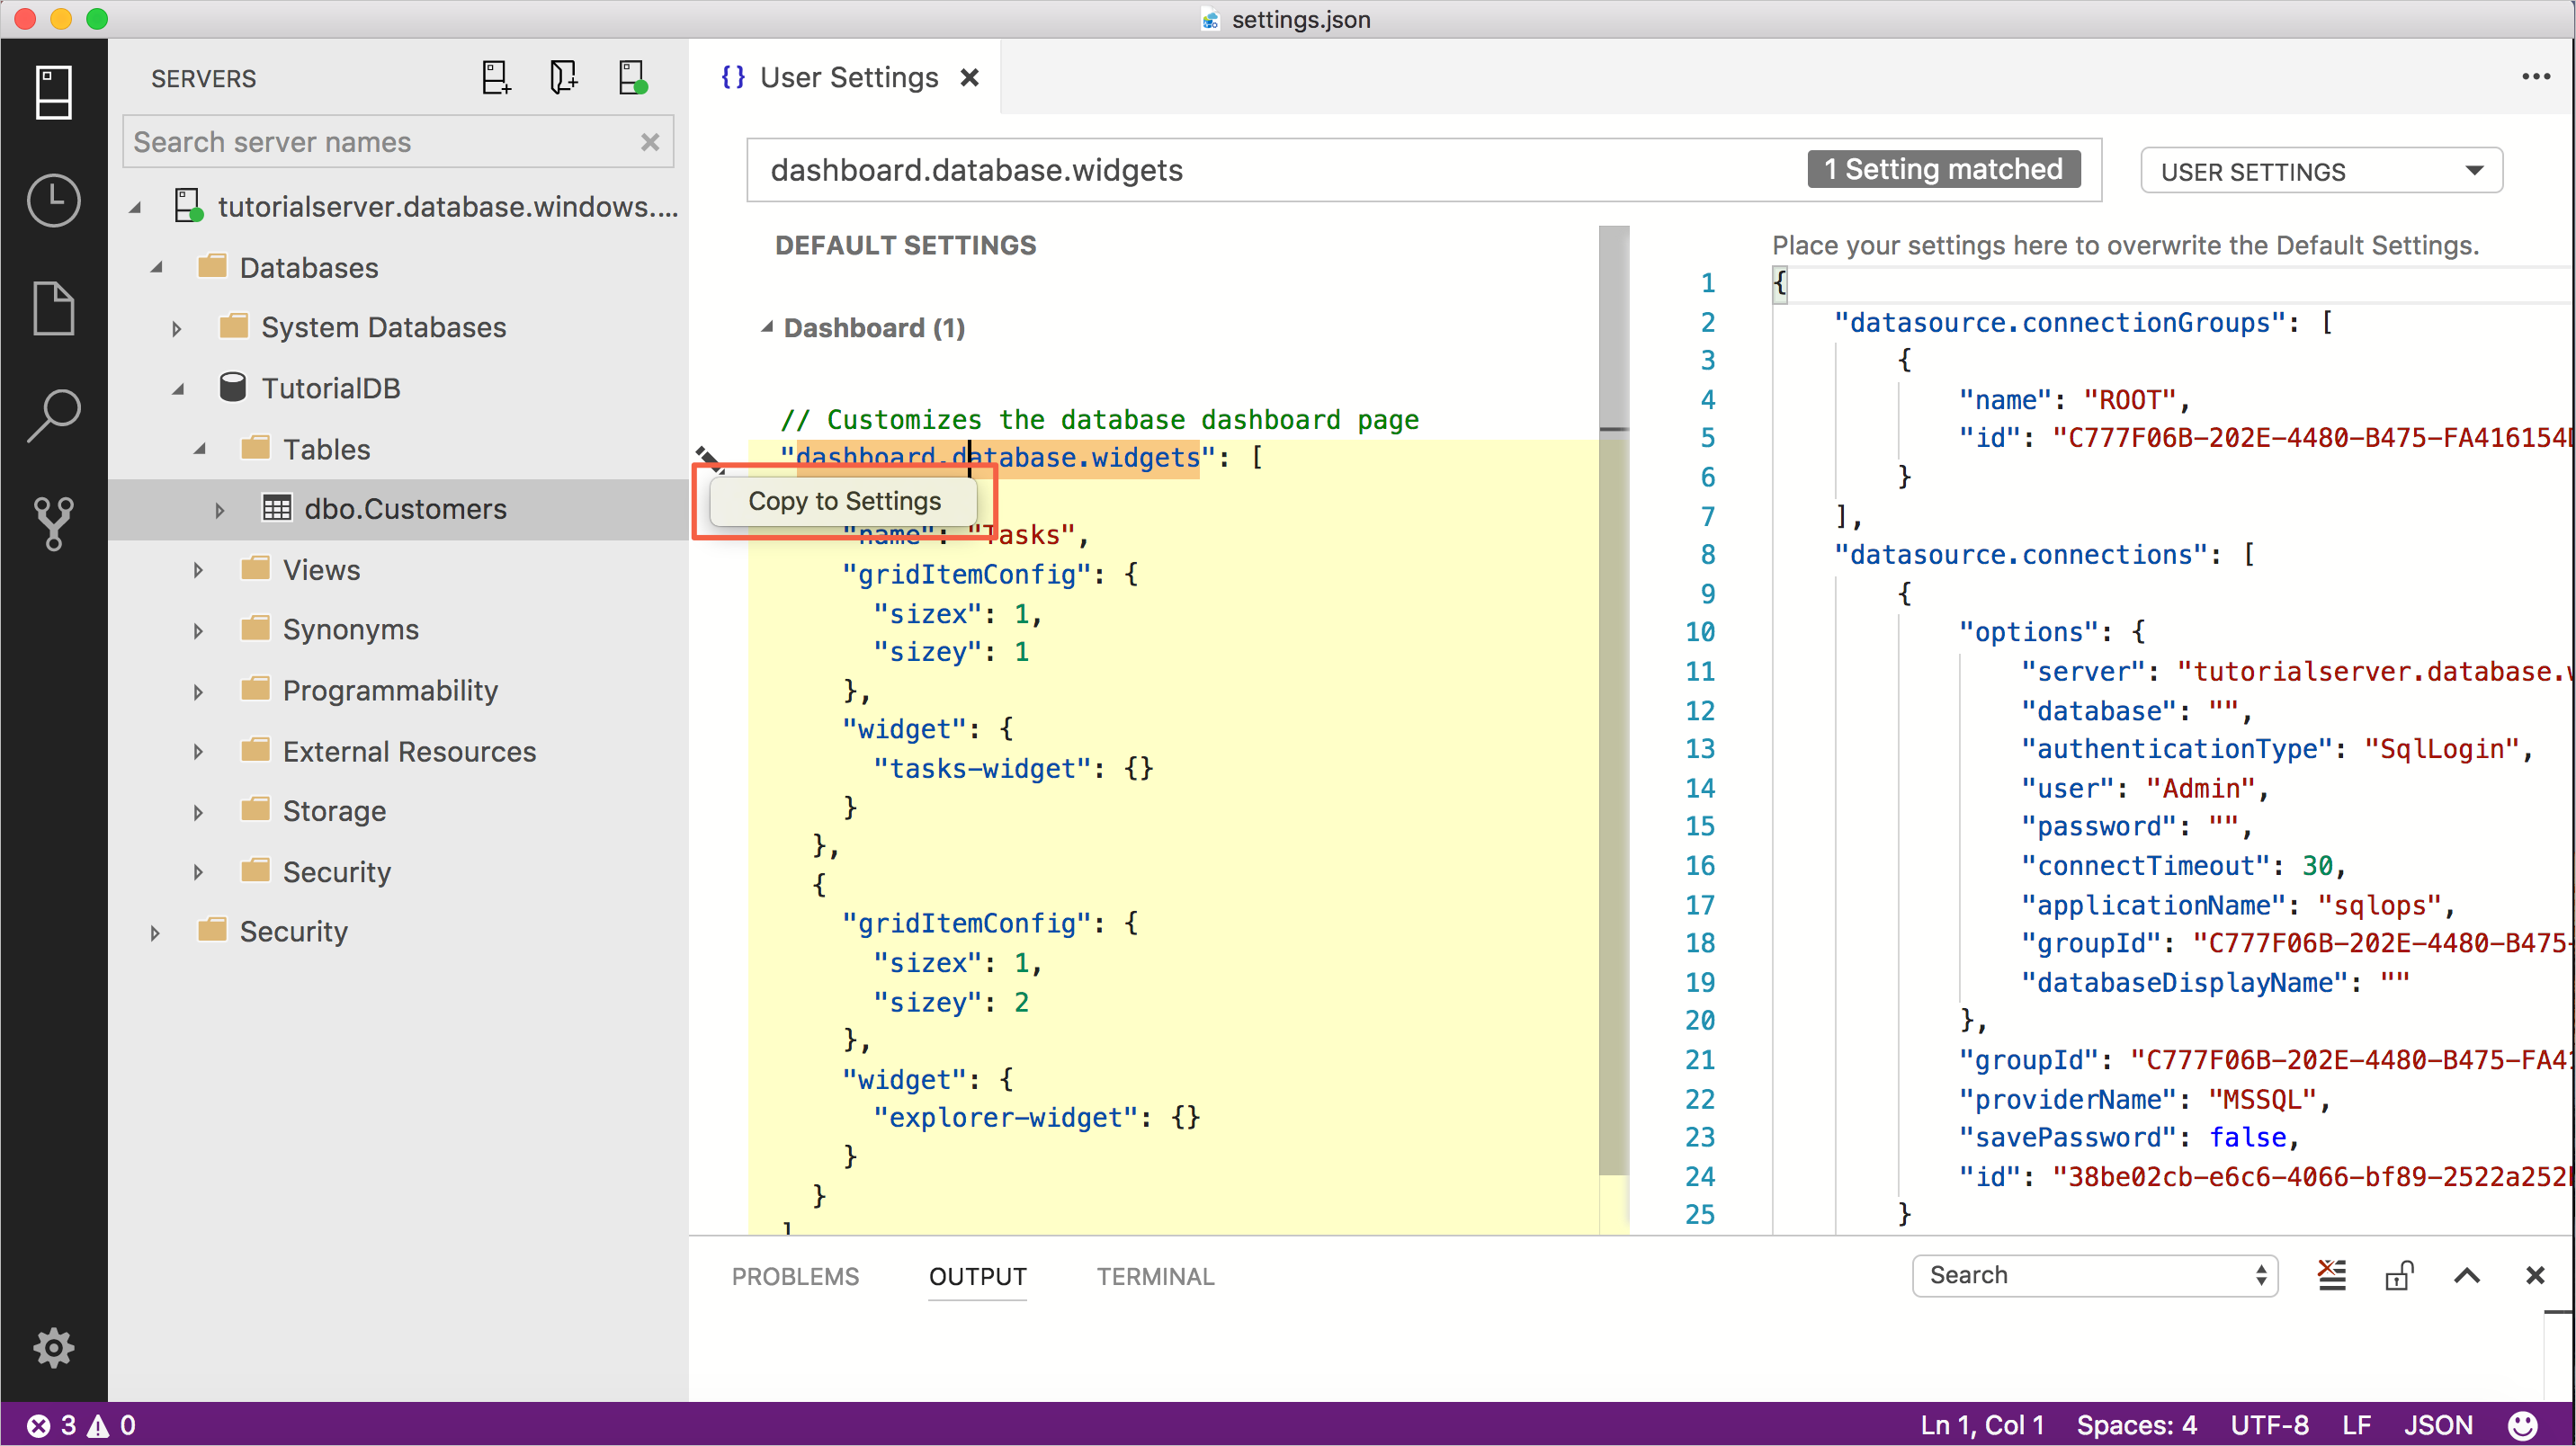 settings.json
SERVERS
Search server names
tutorialserver.database.windows....
Databases
System Databases
TutorialDB
Tables
dbo.Customers
Views
Synonyms
Programmability
External Resources
Storage
Security
Security
{} User Settings
dashboard.database.widgets
1 Setting matched
USER SETTINGS
DEFAULT SETTINGS
Dashboard (1)
// Customizes the database dashboard page
"dashboard.database.widgets": [
Copy to Settings
"name": "Tasks",
"gridItemConfig": {
"sizex": 1,
"sizey": 1
},
"widget": {
"tasks-widget": {}
}
},
{
"gridItemConfig": {
"sizex": 1,
"sizey": 2
},
"widget": {
"explorer-widget": {}
}
}
]
Place your settings here to overwrite the Default Settings.
1 {
2 "datasource.connectionGroups": [
3 {
4 "name": "ROOT",
5 "id": "C777F06B-202E-4480-B475-FA416154D
6 }
7 ],
8 "datasource.connections": [
9 {
10 "options": {
11 "server": "tutorialserver.database.w
12 "database": "",
13 "authenticationType": "SqlLogin",
14 "user": "Admin",
15 "password": "",
16 "connectTimeout": 30,
17 "applicationName": "sqlops",
18 "groupId": "C777F06B-202E-4480-B475-
19 "databaseDisplayName": ""
20 },
21 "groupId": "C777F06B-202E-4480-B475-FA41
22 "providerName": "MSSQL",
23 "savePassword": false,
24 "id": "38be02cb-e6c6-4066-bf89-2522a252
25 }
PROBLEMS
OUTPUT
TERMINAL
Search
3 0
Ln 1, Col 1
Spaces: 4
UTF-8
LF
JSON